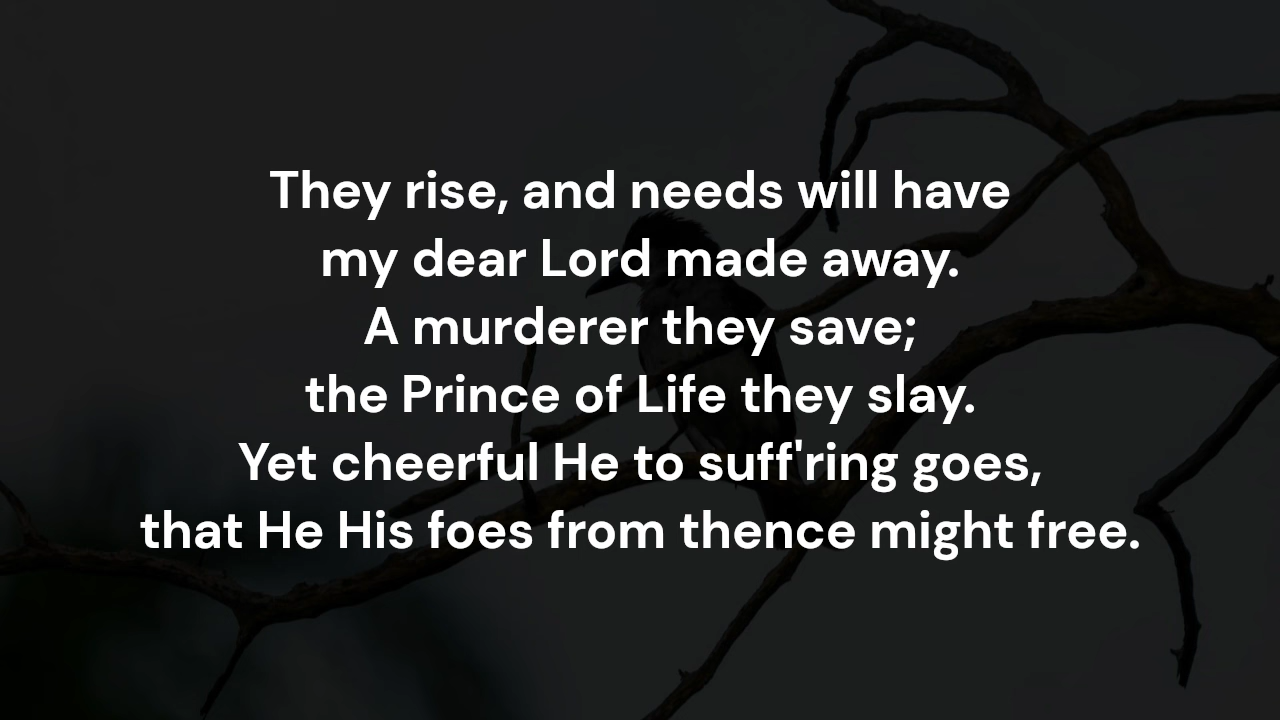 They rise, and needs will have
my dear Lord made away.
A murderer they save;
the Prince of Life they slay.
Yet cheerful He to suff'ring goes,
that He His foes from thence might free.